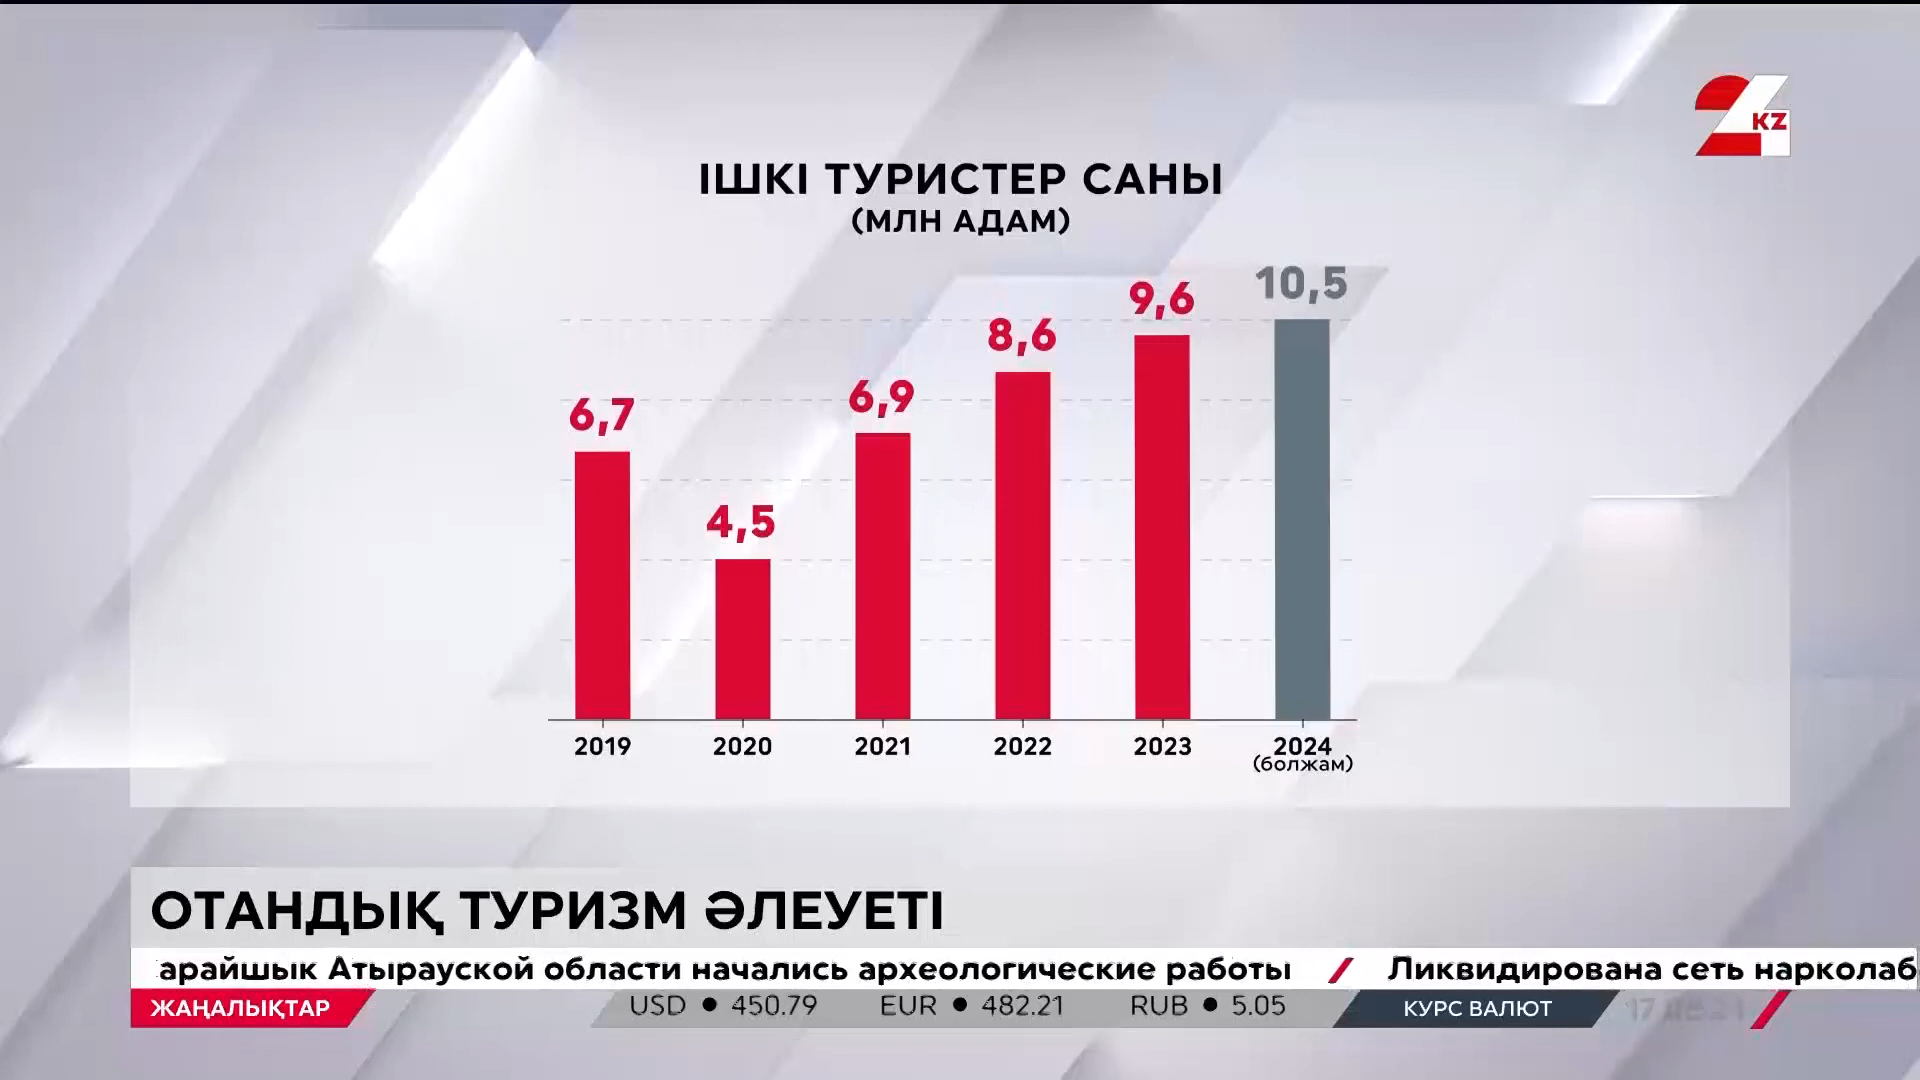 24 KZ
ІШКІ ТУРИСТЕР САНЫ
(МЛН АДАМ)
6,7
4,5
6,9
8,6
9,6
10,5
2019
2020
2021
2022
2023
2024
(болжам)
ОТАНДЫҚ ТУРИЗМ ӘЛЕУЕТІ
арайшык Атырауской области начались археологические работы / Ликвидирована сеть нарколаб
ЖАҢАЛЫҚТАР
USD • 450.79 EUR • 482.21 RUB • 5.05
КУРС ВАЛЮТ